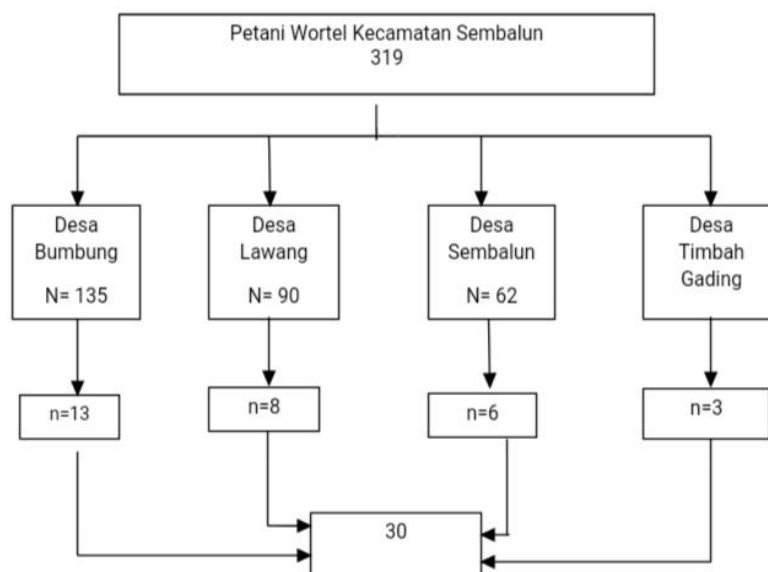 Petani Wortel Kecamatan Sembalun
319
Desa
Bumbung
N= 135
Desa
Lawang
N= 90
Desa
Sembalun
N= 62
Desa
Timbah
Gading
n=13
n=8
n=6
n=3
30